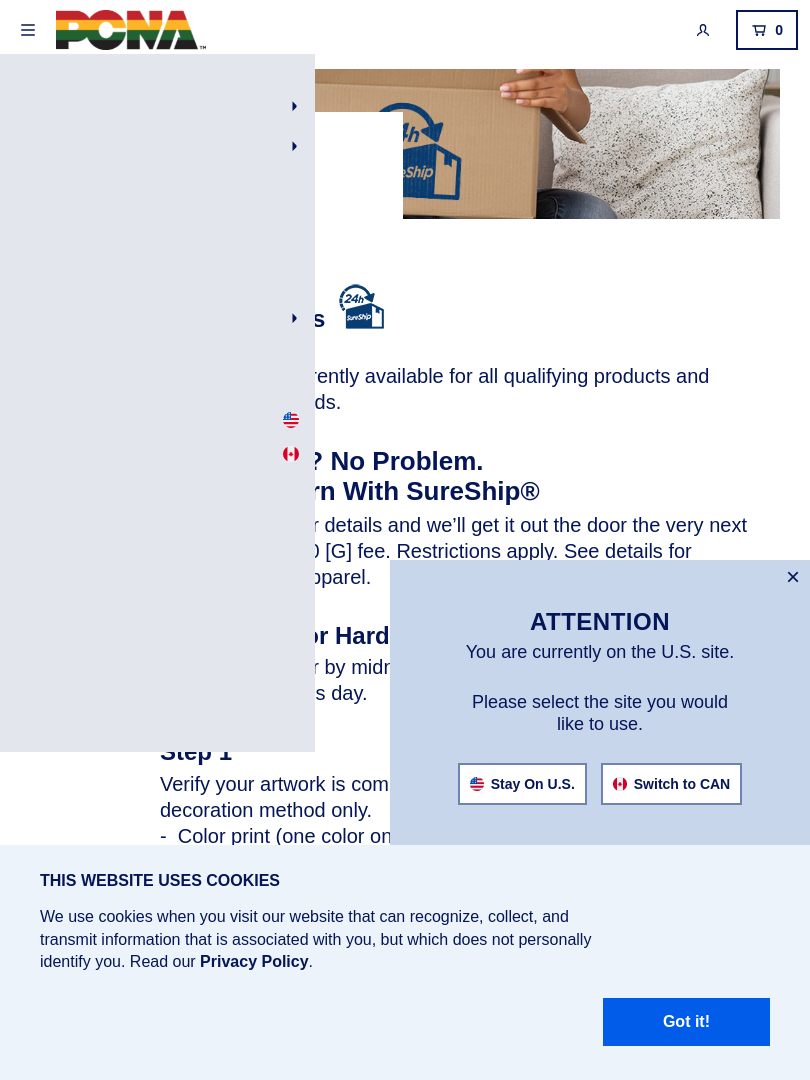 PCNA™
0
4h
eShip
24h
SureShip
s
rently available for all qualifying products and
ds.
? No Problem.
rn With SureShip®
r details and we’ll get it out the door the very next
0 [G] fee. Restrictions apply. See details for
pparel.
or Hard
r by midn
s day.
Step 1
Verify your artwork is com
decoration method only.
- Color print (one color on
×
ATTENTION
You are currently on the U.S. site.
Please select the site you would
like to use.
Stay On U.S.
Switch to CAN
THIS WEBSITE USES COOKIES
We use cookies when you visit our website that can recognize, collect, and
transmit information that is associated with you, but which does not personally
identify you. Read our Privacy Policy.
Got it!